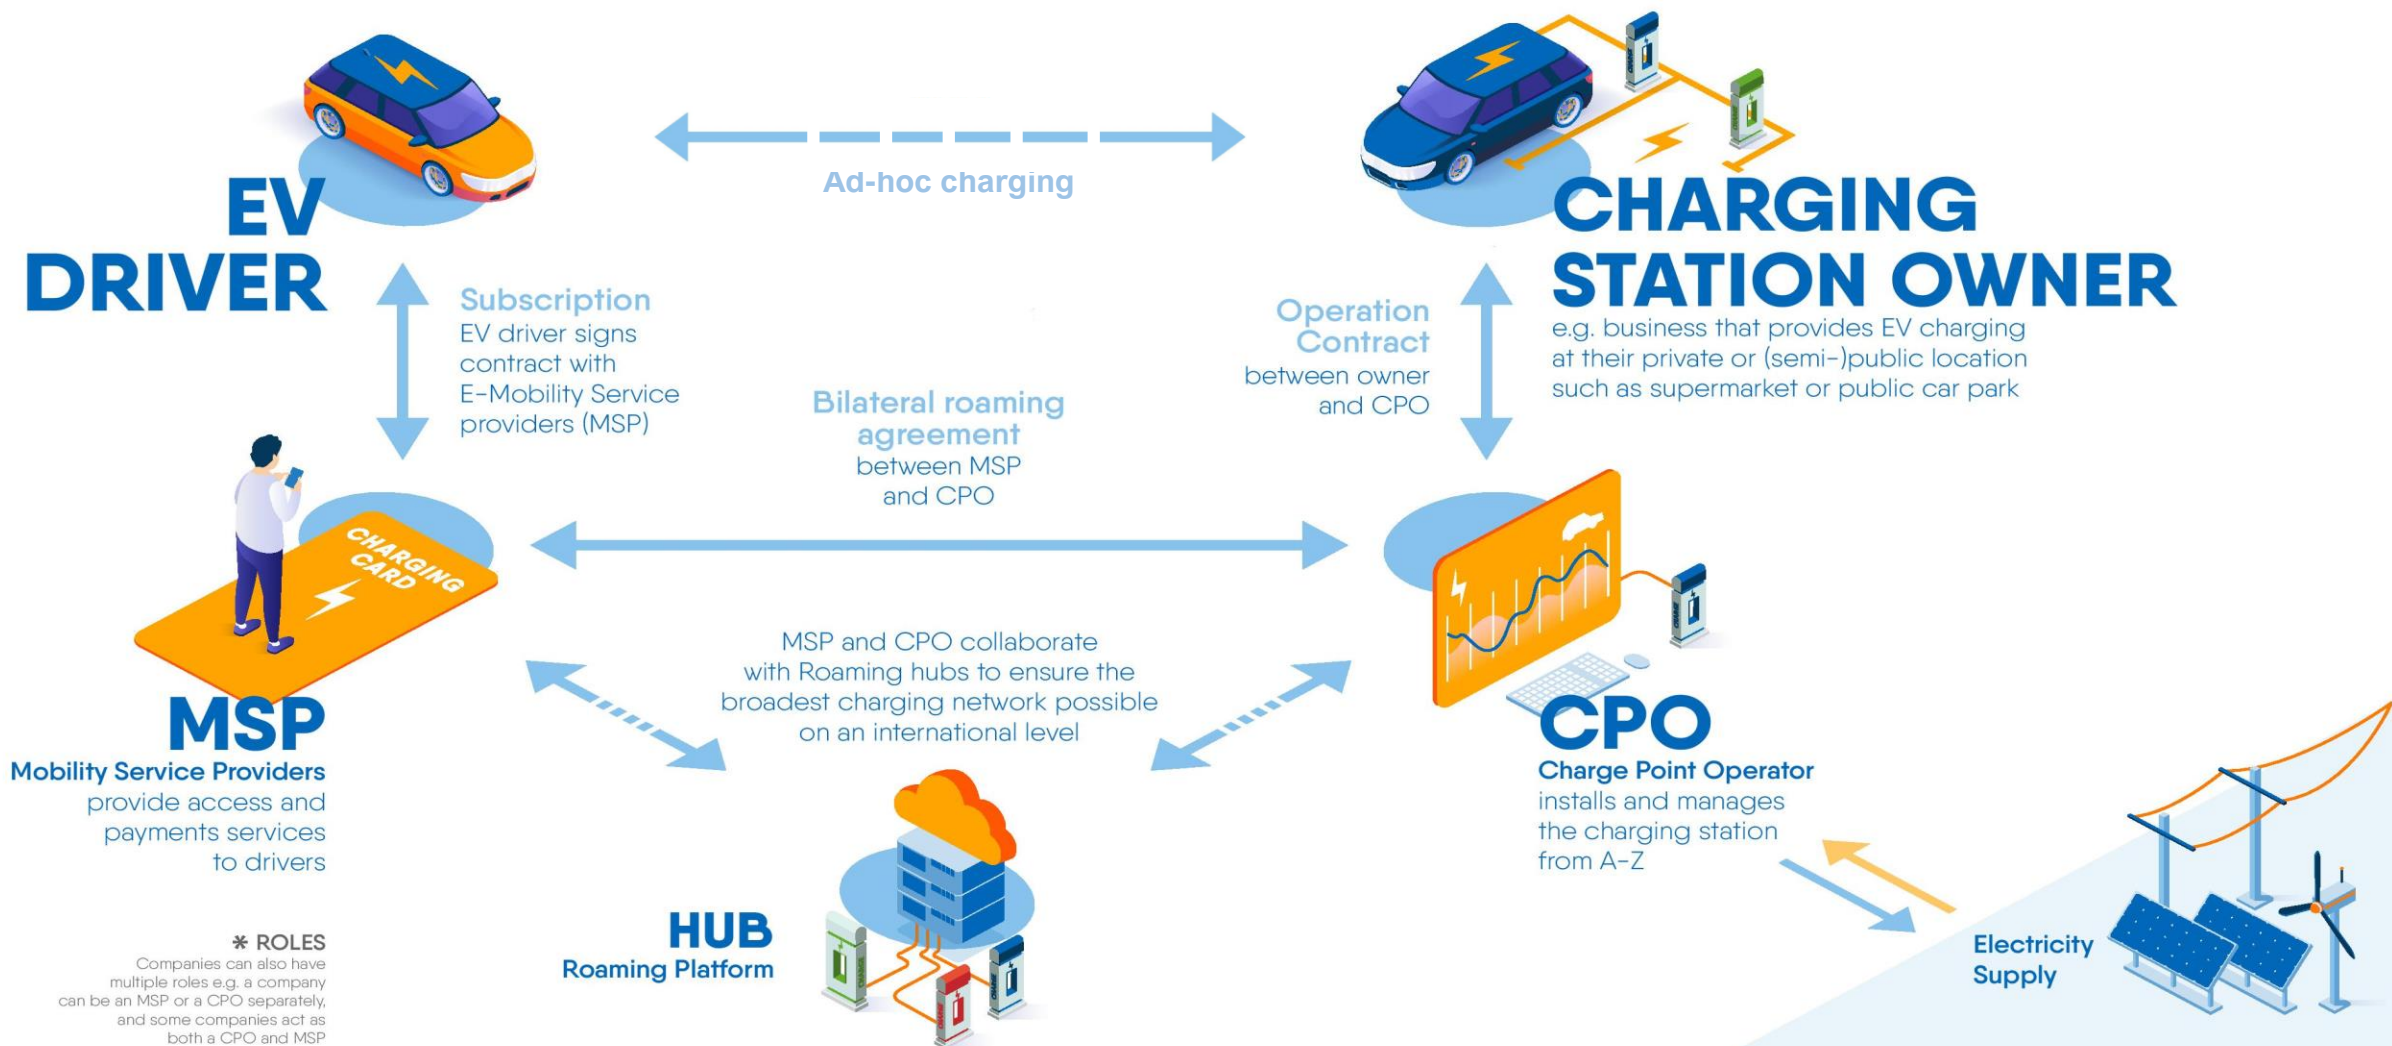 Ad-hoc charging
EV
DRIVER
CHARGING
STATION OWNER
e.g. business that provides EV charging
at their private or (semi-)public location
such as supermarket or public car park
Subscription
EV driver signs
contract with
E-Mobility Service
providers (MSP)
Operation
Contract
between owner
and CPO
Bilateral roaming
agreement
between MSP
and CPO
CHARGING
CARD
MSP and CPO collaborate
with Roaming hubs to ensure the
broadest charging network possible
on an international level
MSP
Mobility Service Providers
provide access and
payments services
to drivers
CPO
Charge Point Operator
installs and manages
the charging station
from A-Z
HUB
Roaming Platform
CHARGE
CHARGE
Electricity
Supply
* ROLES
Companies can also have
multiple roles e.g. a company
can be an MSP or a CPO separately,
and some companies act as
both a CPO and MSP